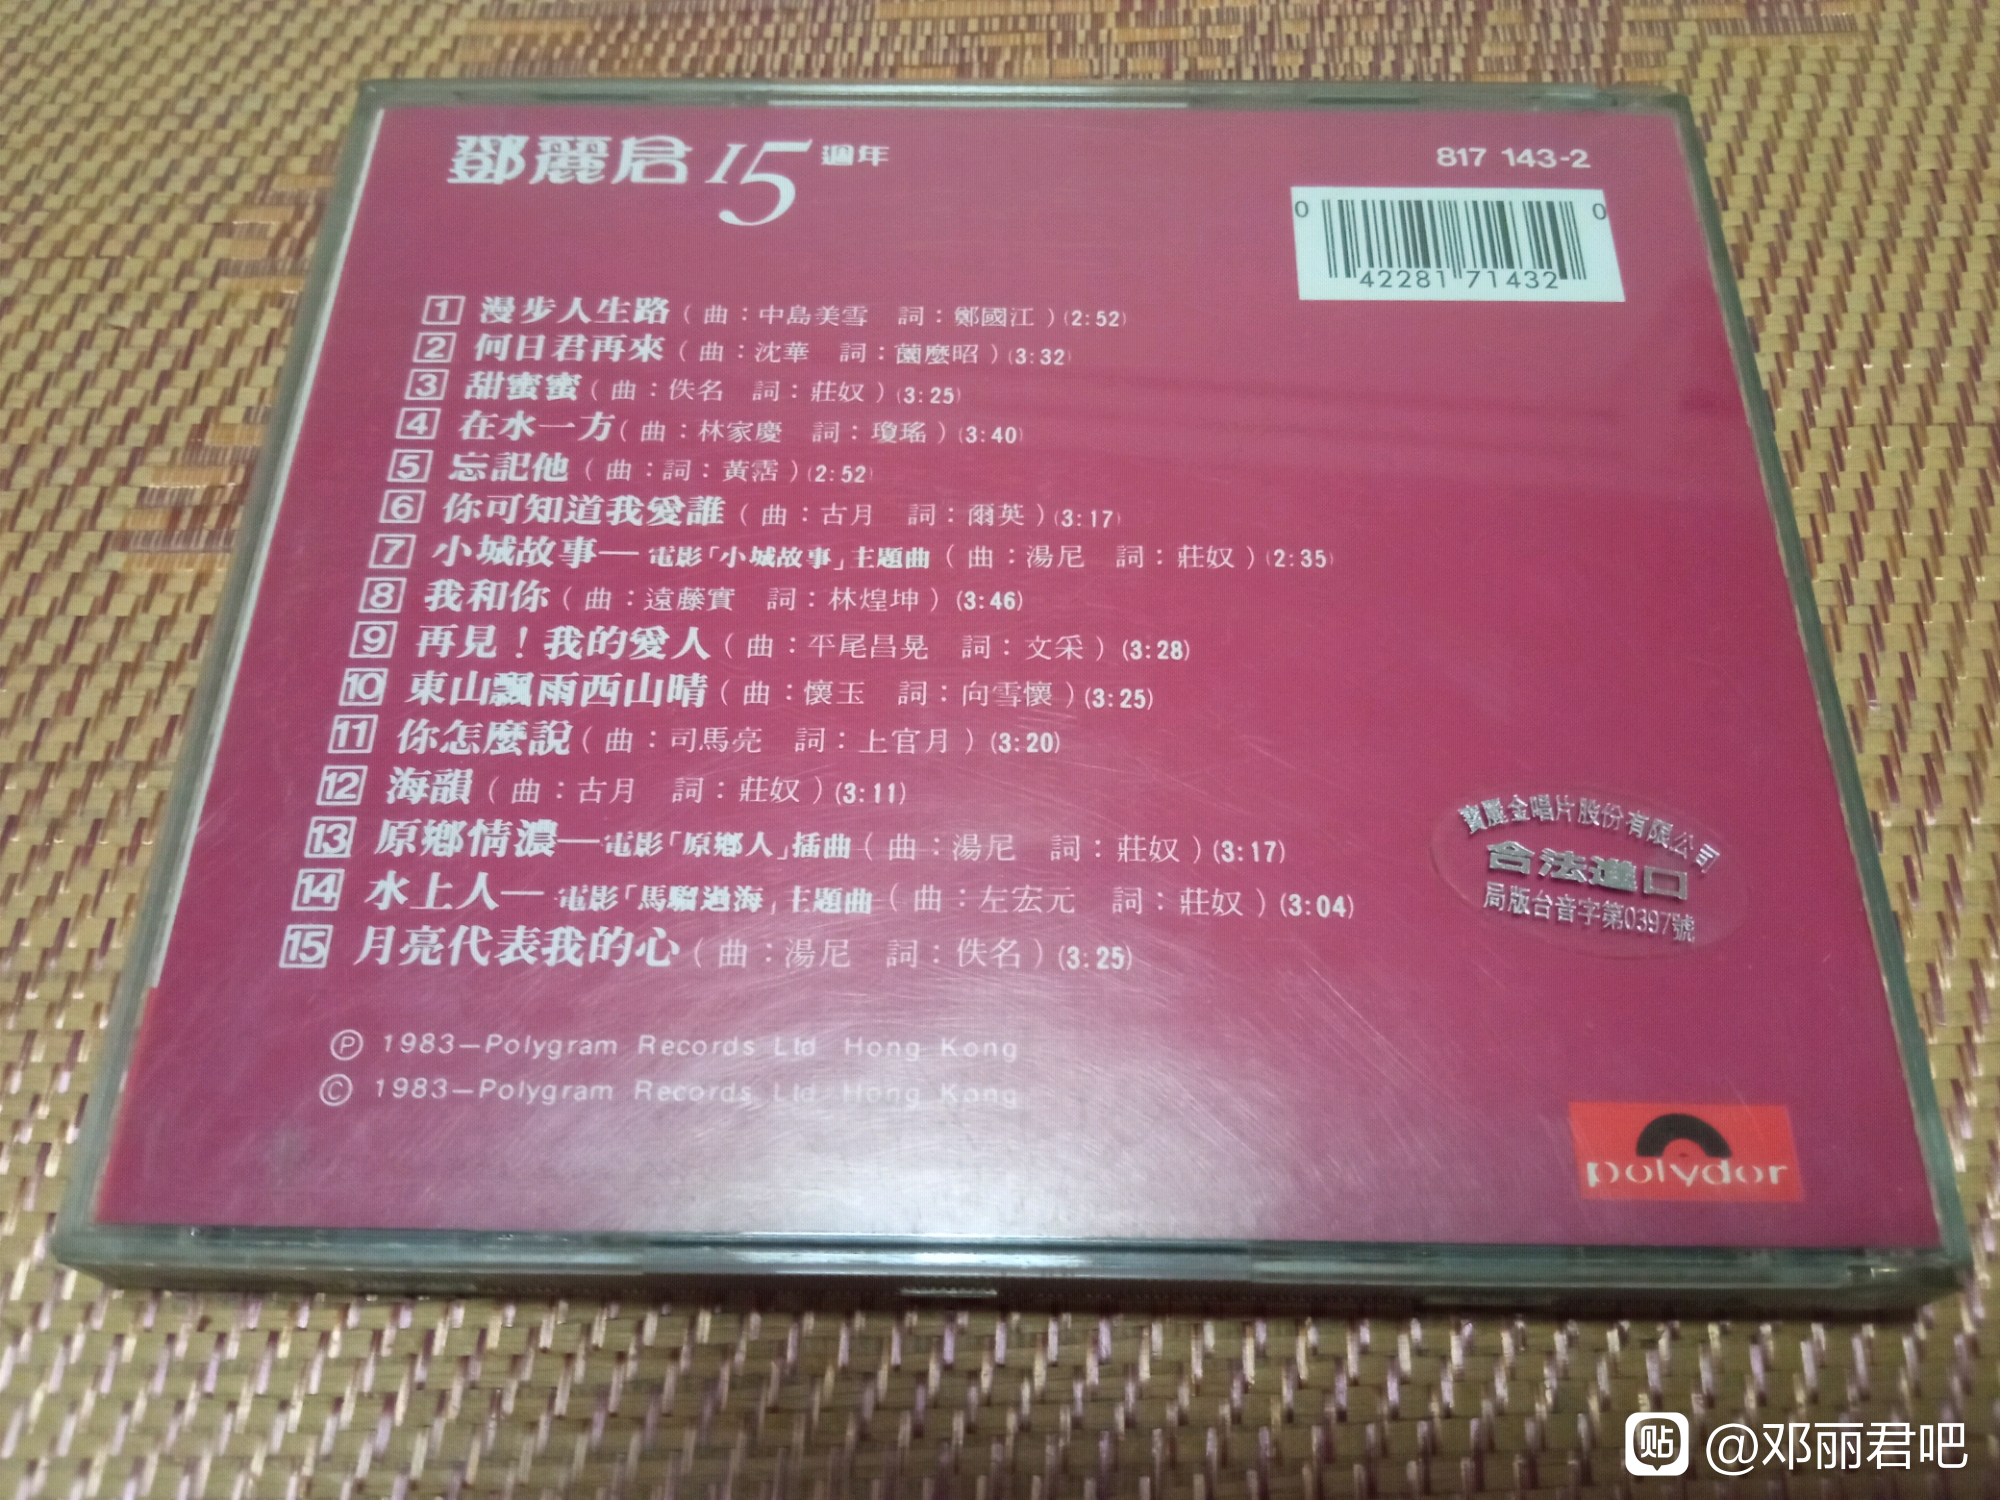 鄧麗君15週年
817 143-2
0 42281 71432 0
1 漫步人生路(曲:中島美雪 詞:鄭國江)(2:52)
2 何日君再來(曲:沈華 詞:薗麼昭)(3:32)
3 甜蜜蜜(曲:佚名 詞:莊奴)(3:25)
4 在水一方(曲:林家慶 詞:瓊瑤)(3:40)
5 忘記他(曲:詞:黃霑)(2:52)
6 你可知道我愛誰(曲:古月 詞:爾英)(3:17)
7 小城故事—電影「小城故事」主題曲(曲:湯尼 詞:莊奴)(2:35)
8 我和你(曲:遠藤實 詞:林煌坤)(3:46)
9 再見!我的愛人(曲:平尾昌晃 詞:文采)(3:28)
10 東山飄雨西山晴(曲:懷玉 詞:向雪懷)(3:25)
11 你怎麼說(曲:司馬亮 詞:上官月)(3:20)
12 海韻(曲:古月 詞:莊奴)(3:11)
13 原鄉情濃—電影「原鄉人」插曲(曲:湯尼 詞:莊奴)(3:17)
14 水上人—電影「馬騮過海」主題曲(曲:左宏元 詞:莊奴)(3:04)
15 月亮代表我的心(曲:湯尼 詞:佚名)(3:25)
寶麗金唱片股份有限公司
合法進口
局版台音字第0397號
Ⓟ 1983—Polygram Records Ltd Hong Kong
© 1983—Polygram Records Ltd Hong Kong
polydor
贴 @邓丽君吧